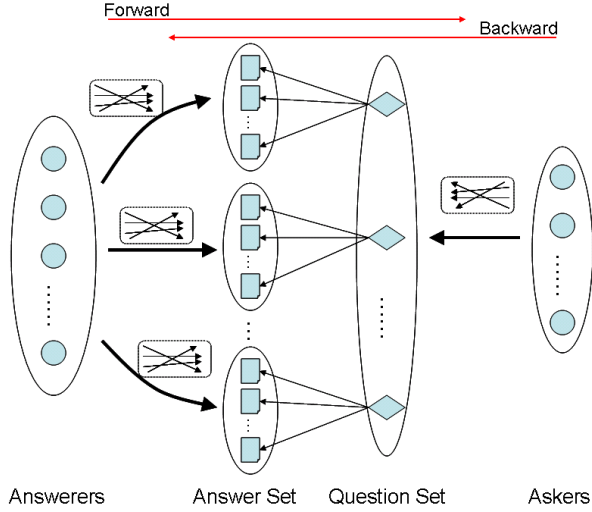 Forward
Backward
Answerers
Answer Set
Question Set
Askers